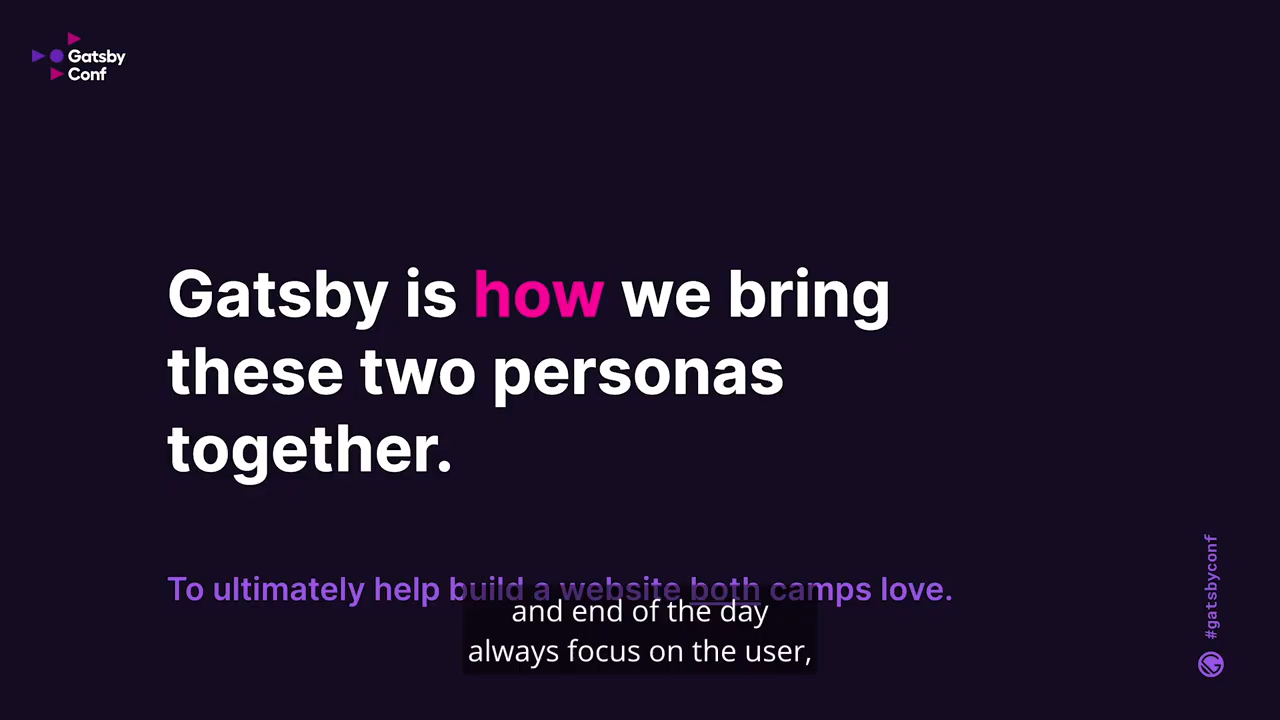 Gatsby
Conf
Gatsby is how we bring
these two personas
together.
To ultimately help build a website both camps love.
and end of the day
always focus on the user,
#gatsbyconf